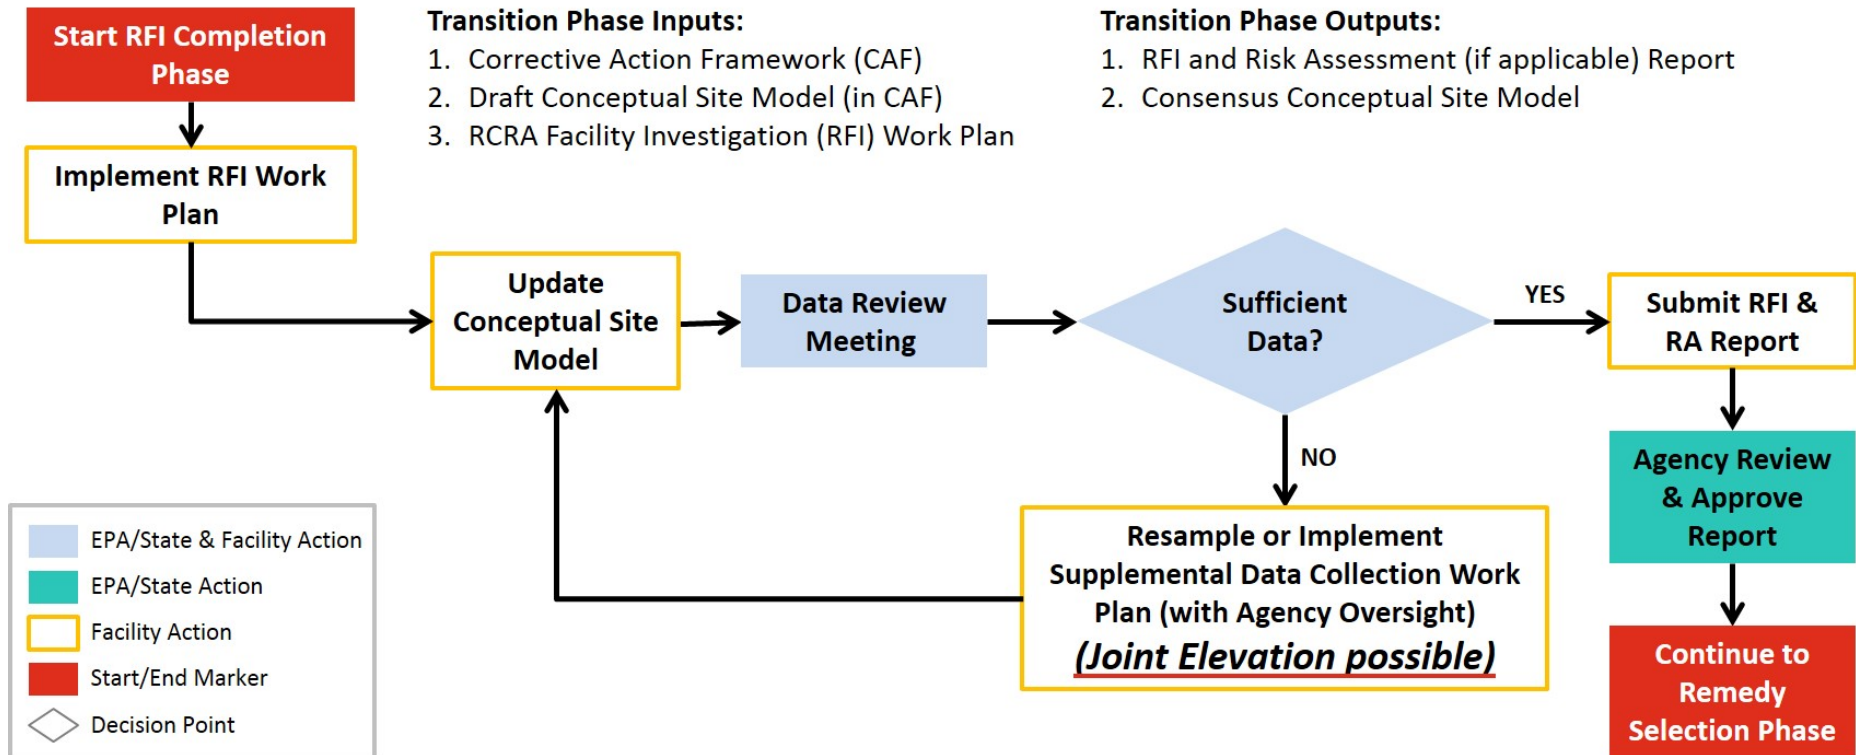 Start RFI Completion
Phase
Transition Phase Inputs:
1. Corrective Action Framework (CAF)
2. Draft Conceptual Site Model (in CAF)
3. RCRA Facility Investigation (RFI) Work Plan
Transition Phase Outputs:
1. RFI and Risk Assessment (if applicable) Report
2. Consensus Conceptual Site Model
Implement RFI Work
Plan
Update
Conceptual Site
Model
Data Review
Meeting
Sufficient
Data?
YES
Submit RFI &
RA Report
NO
Resample or Implement
Supplemental Data Collection Work
Plan (with Agency Oversight)
(Joint Elevation possible)
Agency Review
& Approve
Report
Continue to
Remedy
Selection Phase
EPA/State & Facility Action
EPA/State Action
Facility Action
Start/End Marker
Decision Point